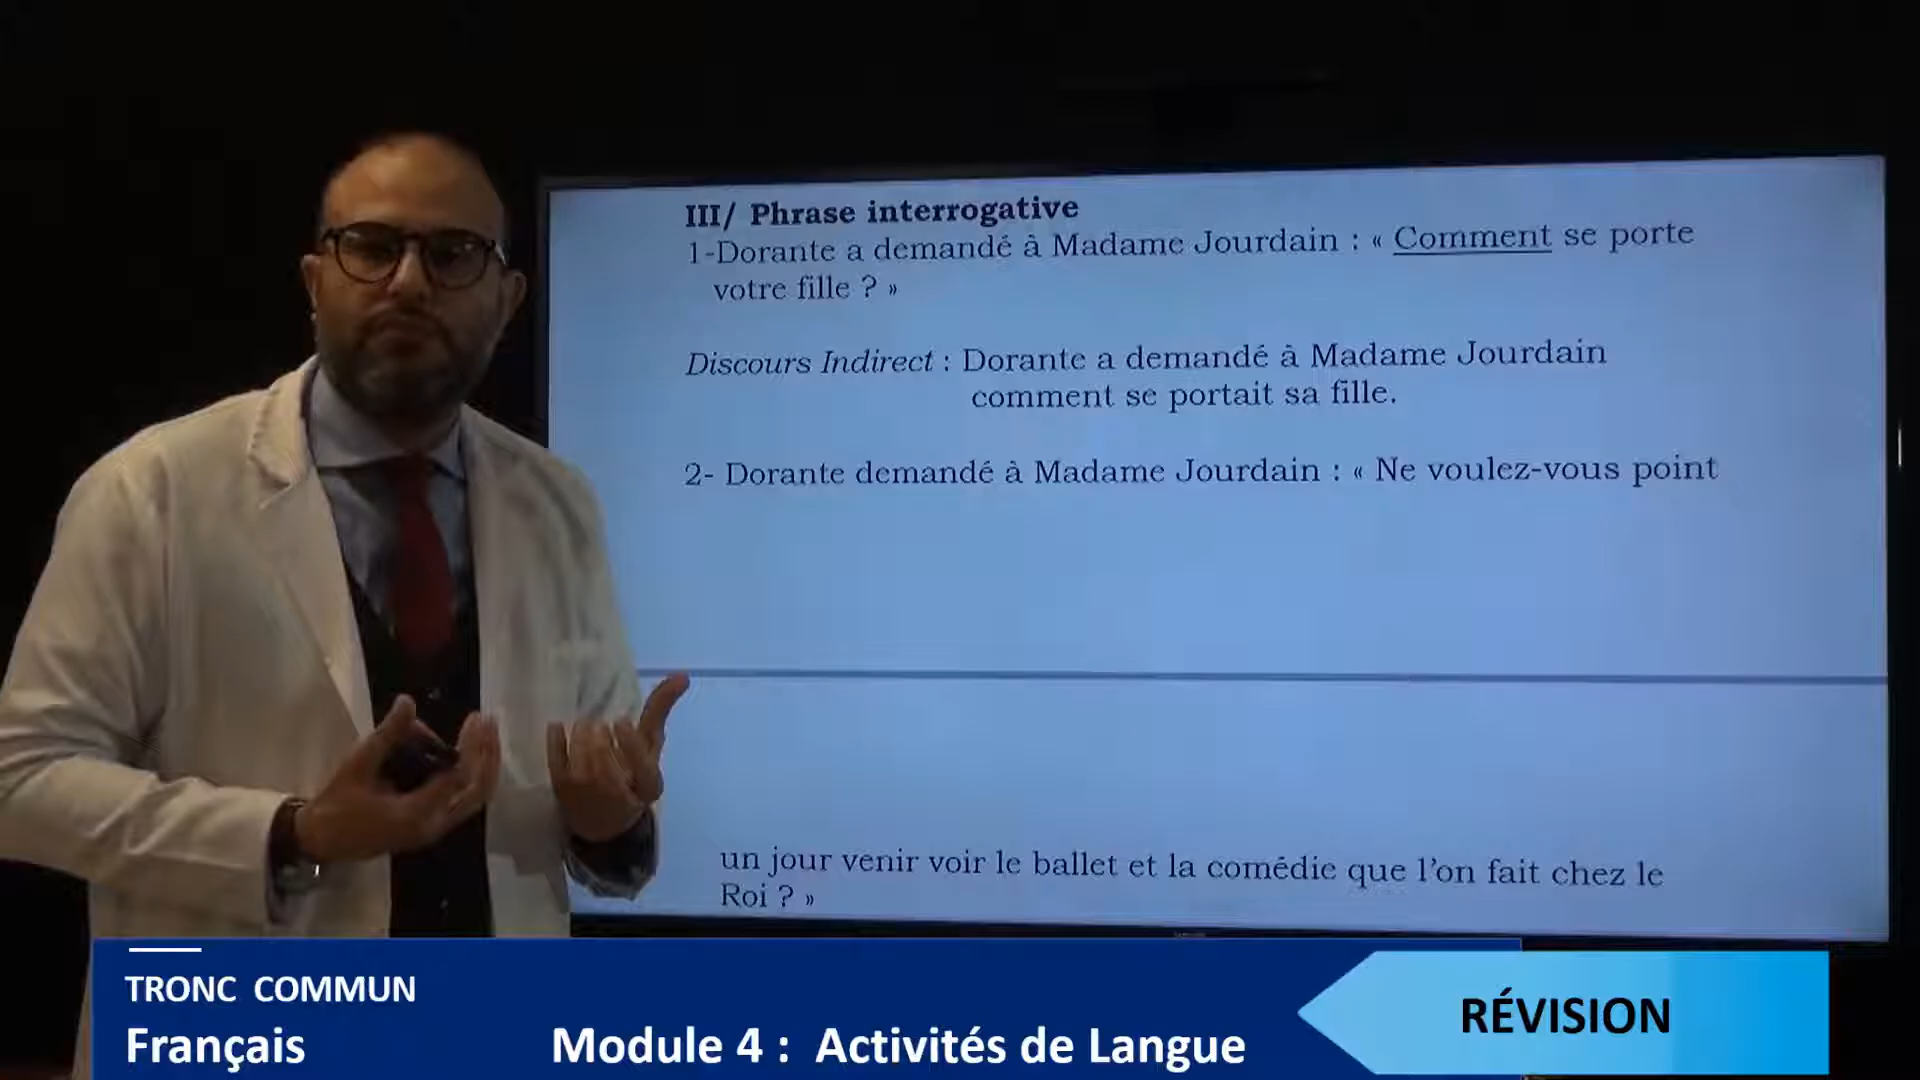 III/ Phrase interrogative
1-Dorante a demandé à Madame Jourdain : « Comment se porte
votre fille ? »
Discours Indirect : Dorante a demandé à Madame Jourdain
comment se portait sa fille.
2- Dorante demandé à Madame Jourdain : « Ne voulez-vous point
un jour venir voir le ballet et la comédie que l’on fait chez le
Roi ? »
TRONC COMMUN
Français
Module 4 : Activités de Langue
RÉVISION